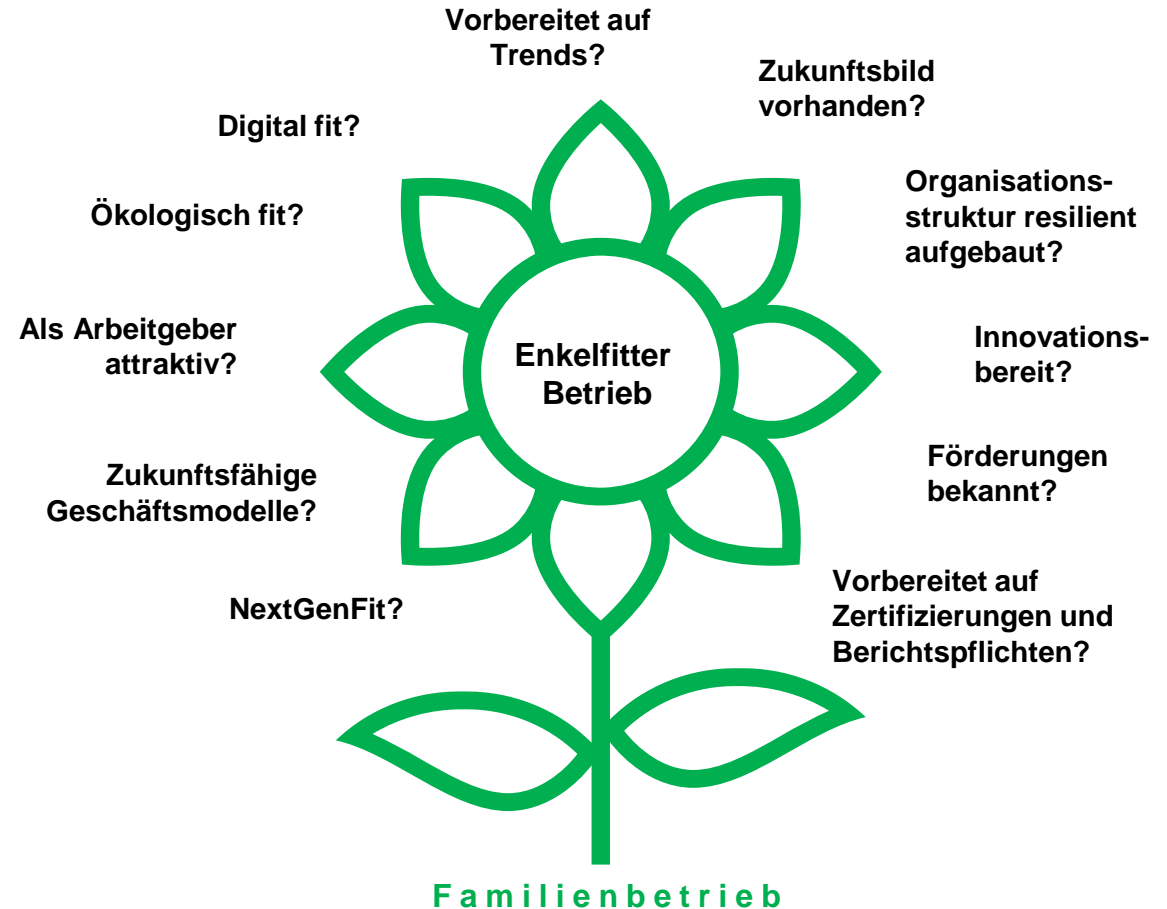 Vorbereitet auf
Trends?
Zukunftsbild
vorhanden?
Digital fit?
Organisations-
struktur resilient
aufgebaut?
Ökologisch fit?
Als Arbeitgeber
attraktiv?
Enkelfitter
Betrieb
Innovations-
bereit?
Zukunftsfähige
Geschäftsmodelle?
Förderungen
bekannt?
NextGenFit?
Vorbereitet auf
Zertifizierungen und
Berichtspflichten?
Familienbetrieb